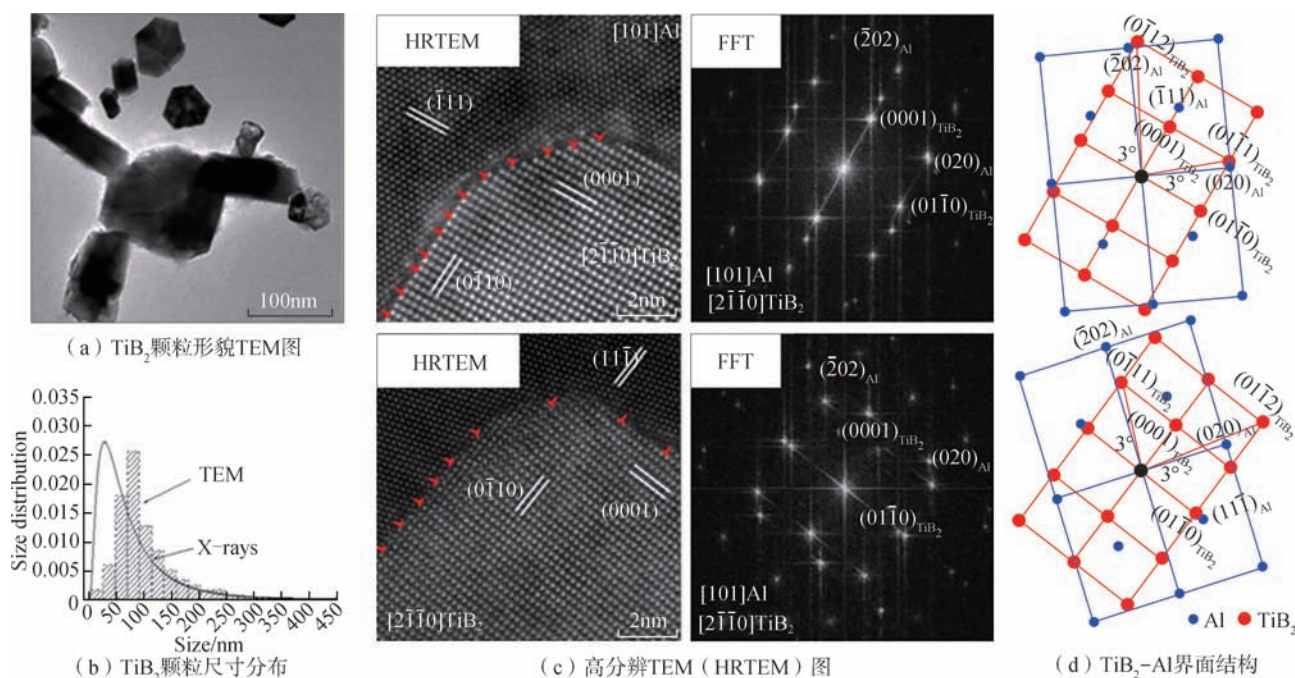 100nm
(a) TiB₂颗粒形貌TEM图
Size distribution
0.035
0.030
0.025
0.020
0.015
0.010
0.005
0
TEM
X-rays
0 50 100 150 200 250 300 350 400 450
Size/nm
(b) TiB₂颗粒尺寸分布
HRTEM
[101]Al
(1̄11)
(0001)
[21̄1̄0]TiB₂
(01̄10)
2nm
FFT
(2̄02)Al
(0001)TiB₂
(020)Al
(011̄0)TiB₂
[101]Al
[21̄1̄0]TiB₂
HRTEM
(111̄)
(01̄10)
(0001)
[21̄1̄0]TiB₂
2nm
FFT
(2̄02)Al
(0001)TiB₂
(020)Al
(011̄0)TiB₂
[101]Al
[21̄1̄0]TiB₂
(c) 高分辨TEM(HRTEM)图
(01̄12)TiB₂
(2̄02)Al
(1̄11)Al
(0001)TiB₂
(011̄1)TiB₂
3°
3°
(020)Al
(011̄0)TiB₂
(2̄02)Al
(01̄11)TiB₂
(011̄2)TiB₂
(0001)TiB₂
(020)Al
3°
3°
(111̄)Al
(011̄0)TiB₂
Al TiB₂
(d) TiB₂-Al界面结构